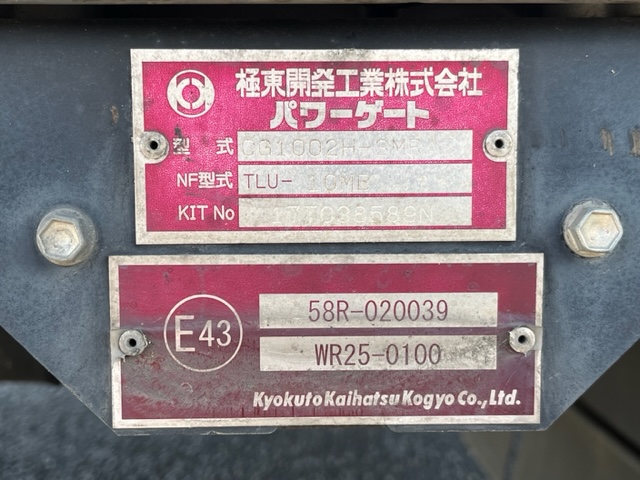 極東開発工業株式会社
パワーゲート
型 式
NF型式 TLU-
KIT No
E43
58R-020039
WR25-0100
Kyokuto Kaihatsu Kogyo Co., Ltd.